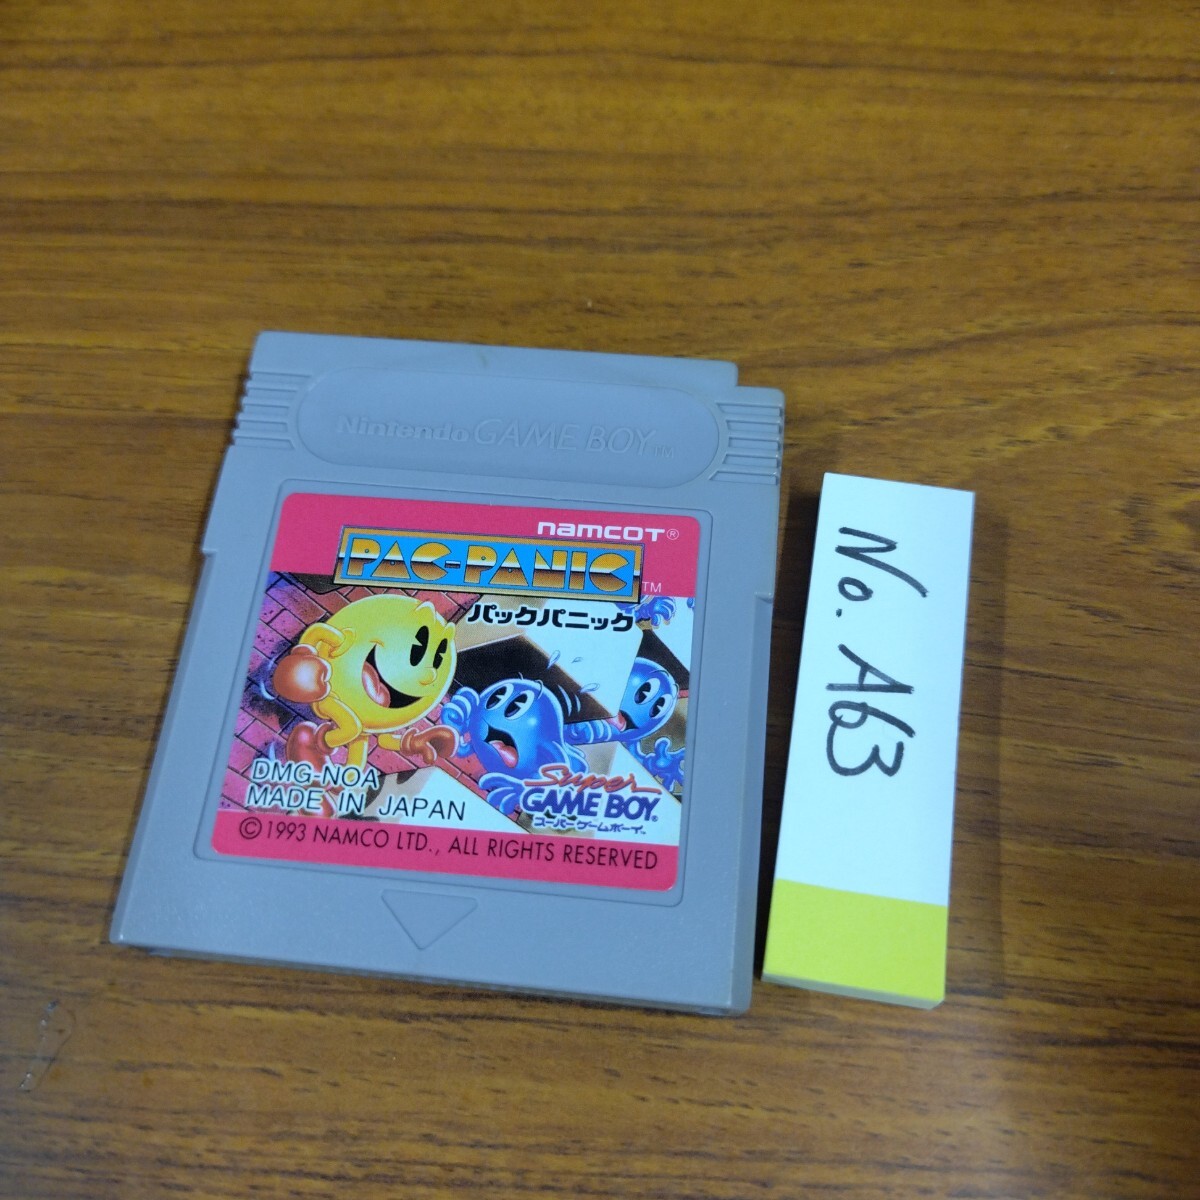 Nintendo GAME BOY™
namcot®
PAC-PANIC™
パックパニック
DMG-NOA
MADE IN JAPAN
Super
GAME BOY®
スーパーゲームボーイ™
©1993 NAMCO LTD., ALL RIGHTS RESERVED
No. A63